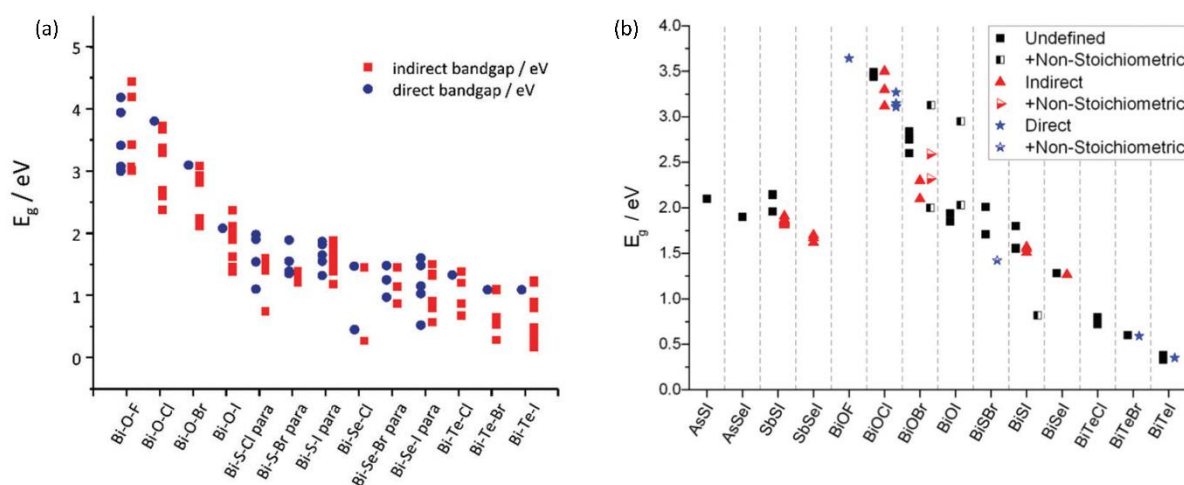 (a)
5
4
3
2
1
0
E_g / eV
indirect bandgap / eV
direct bandgap / eV
Bi-O-F
Bi-O-Cl
Bi-O-Br
Bi-O-I
Bi-S-Cl para
Bi-S-Br para
Bi-S-I para
Bi-Se-Cl
Bi-Se-Br para
Bi-Se-I para
Bi-Te-Cl
Bi-Te-Br
Bi-Te-I
(b)
4.0
3.5
3.0
2.5
2.0
1.5
1.0
0.5
0.0
E_g / eV
Undefined
+Non-Stoichiometric
Indirect
+Non-Stoichiometric
Direct
+Non-Stoichiometric
AsSI
AsSeI
SbSI
SbSeI
BiOF
BiOCl
BiOBr
BiOI
BiSBr
BiSI
BiSeI
BiTeCl
BiTeBr
BiTeI